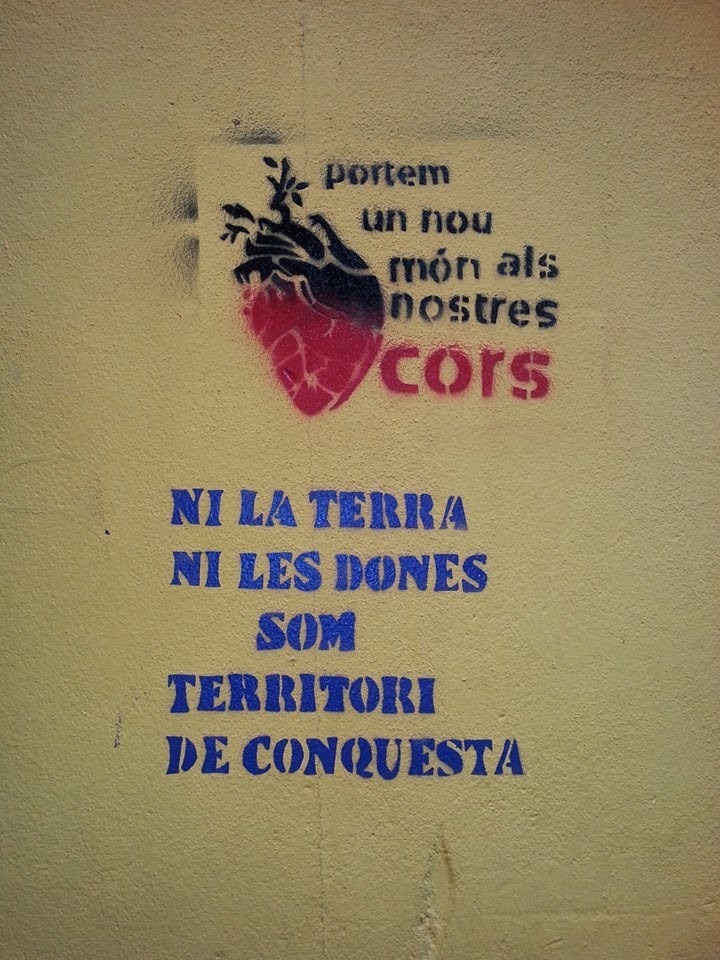 portem
un nou
món als
nostres
cors
NI LA TERRA
NI LES DONES
SOM
TERRITORI
DE CONQUESTA